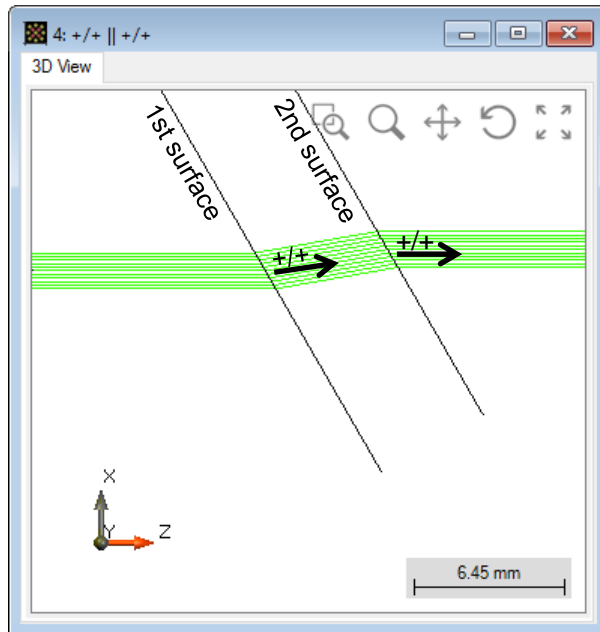 4: +/+ || +/+
3D View
1st surface
2nd surface
+/+
+/+
X
Y
Z
6.45 mm